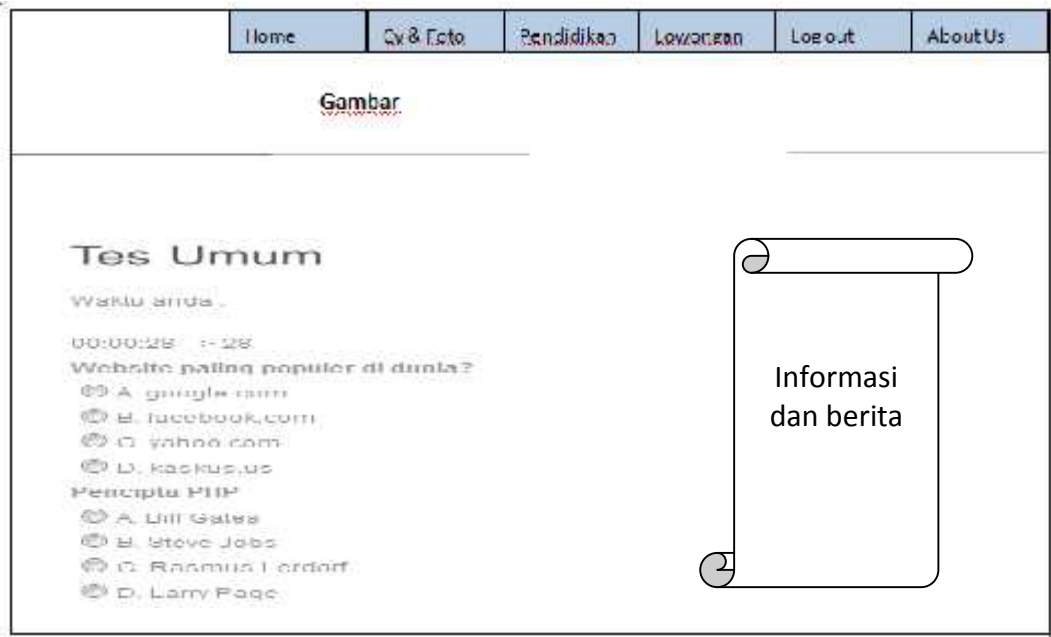 Home Cv & Foto Pendidikan Lowongan Logout About Us
Gambar
Tes Umum
Waktu anda :
00:00:28 :- 28
Website paling populer di dunia?
A. google.com
B. facebook.com
C. yahoo.com
D. kaskus.us
Pencipta PHP
A. Bill Gates
B. Steve Jobs
C. Rasmus Lerdorf
D. Larry Page
Informasi
dan berita